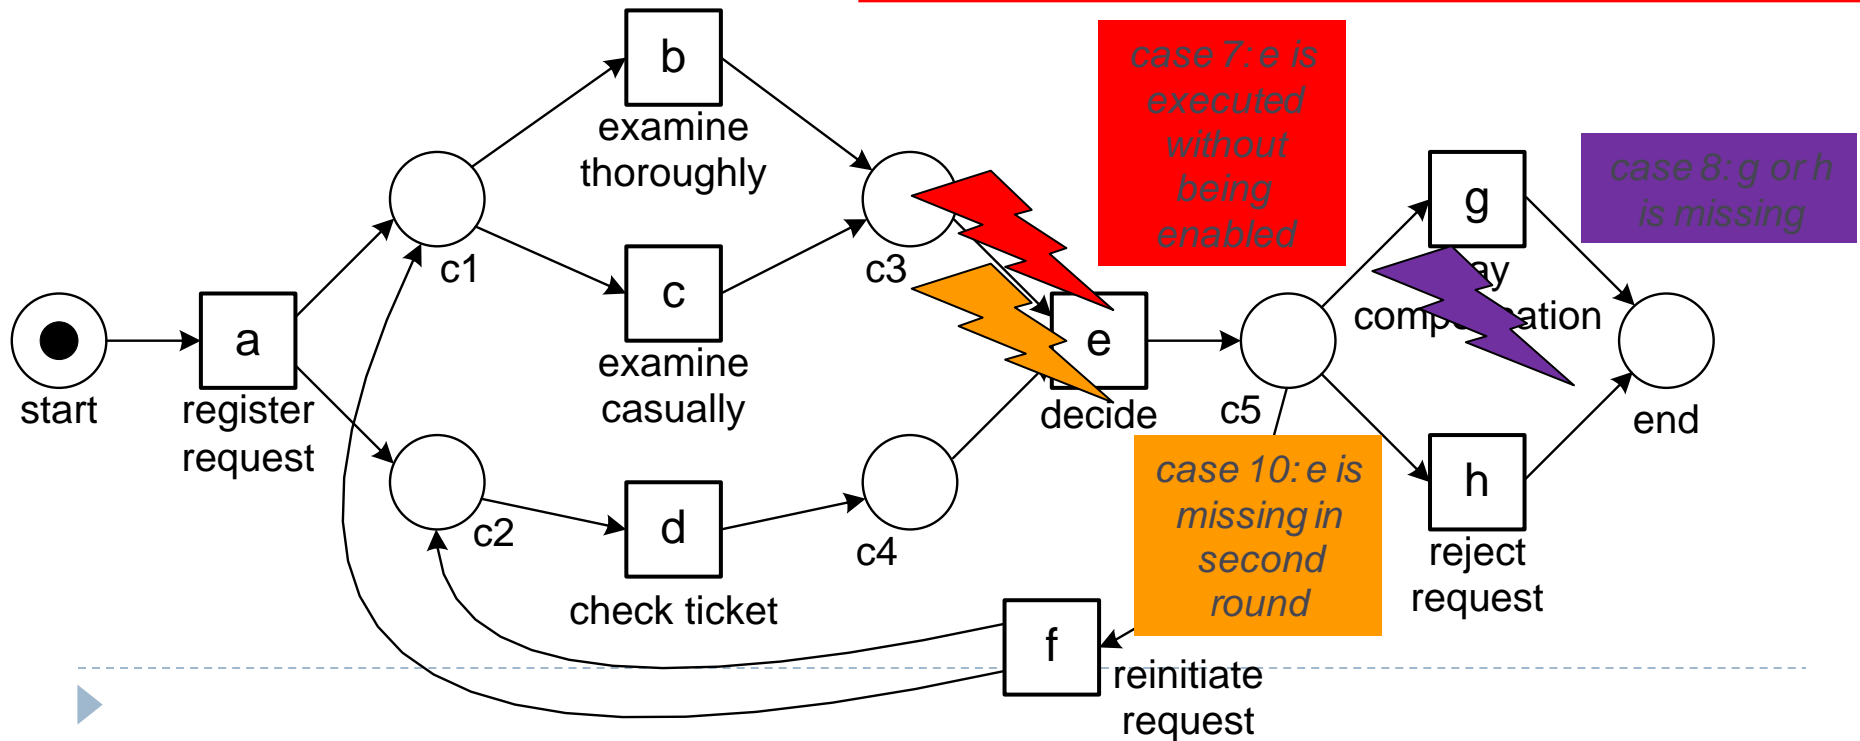 b
examine
thoroughly
case 7: e is
executed
without
being
enabled
g
case 8: g or h
is missing
c1
c
c3
ay
a
examine
casually
e
start
register
request
decide
c5
end
case 10: e is
missing in
second
round
h
c2
d
c4
reject
request
check ticket
f
reinitiate
request